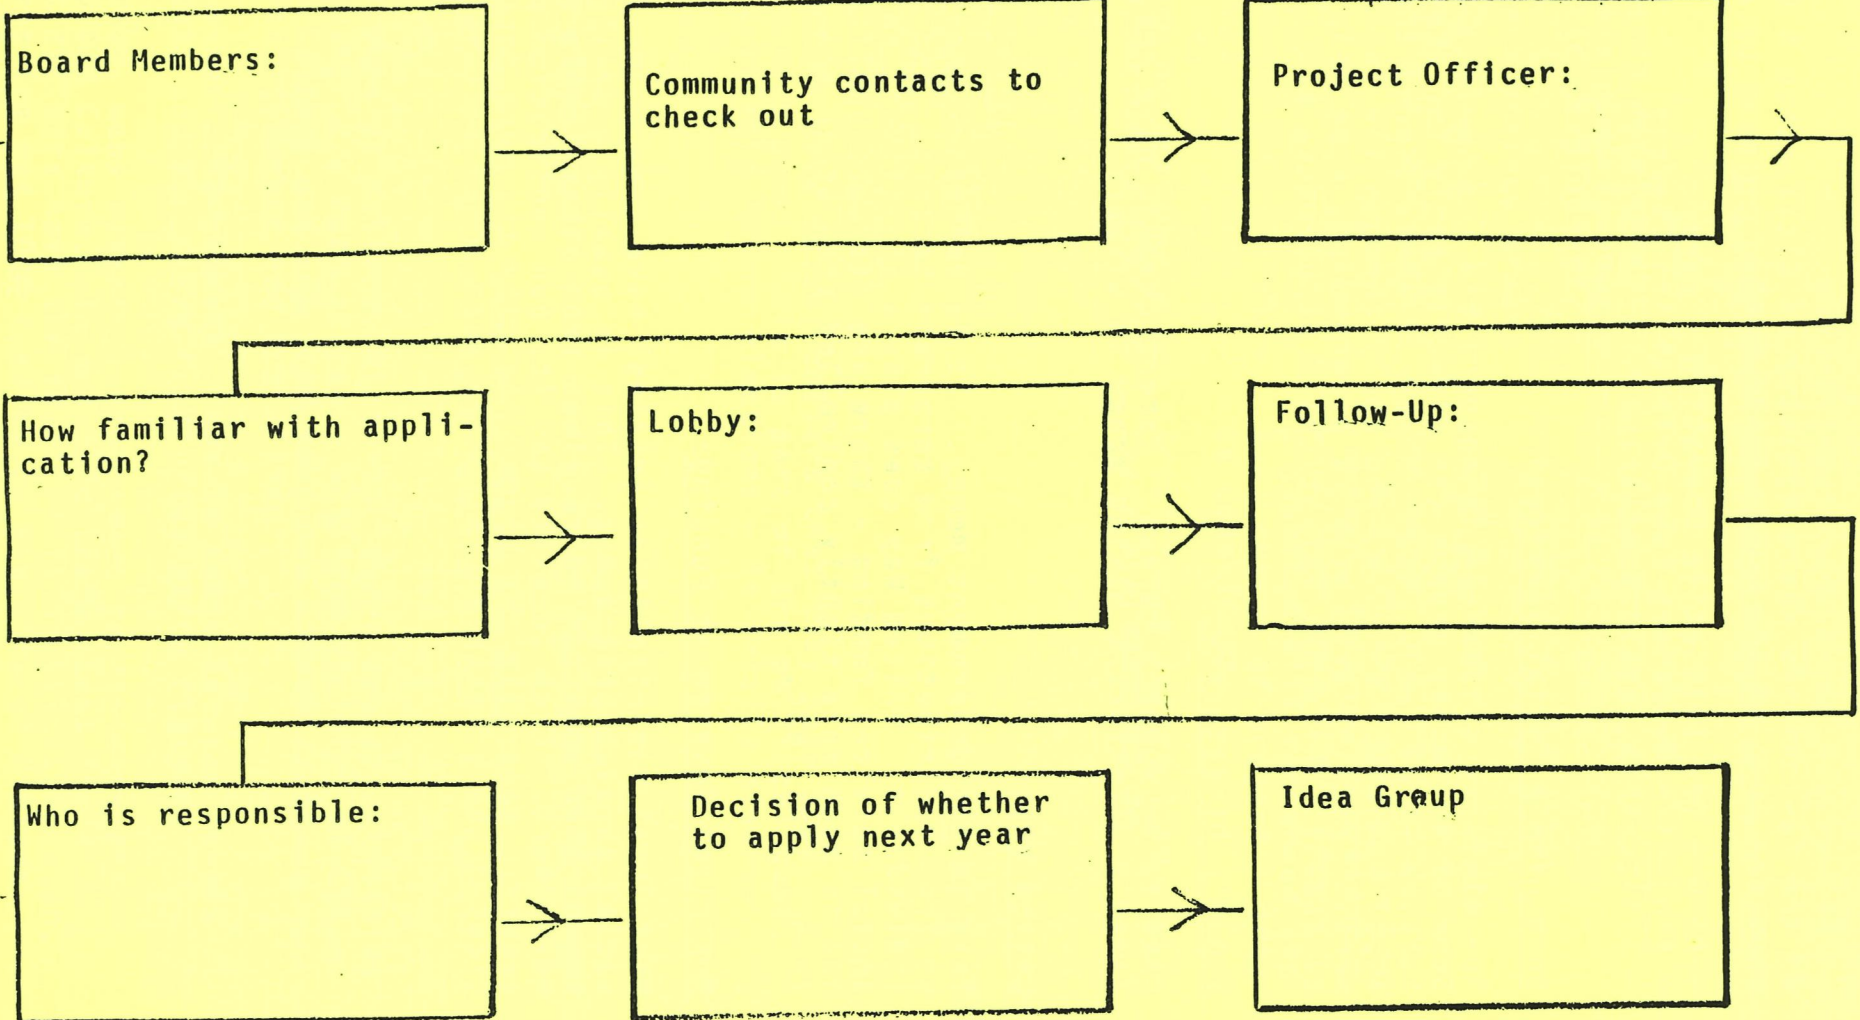 Board Members:
Community contacts to
check out
Project Officer:
How familiar with appli-
cation?
Lobby:
Follow-Up:
Who is responsible:
Decision of whether
to apply next year
Idea Group